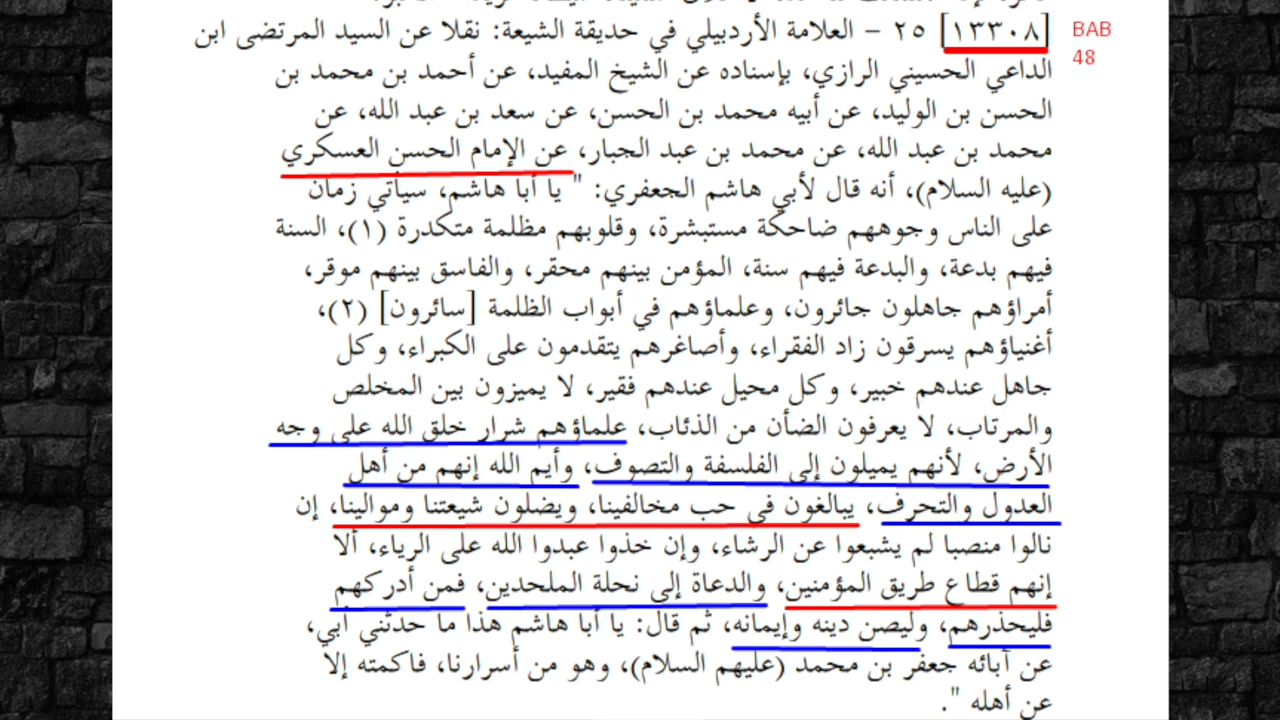 [١٣٣٠٨] ٢٥ – العلامة الأردبيلي في حديقة الشيعة: نقلا عن السيد المرتضى ابن
BAB
48
الداعي الحسيني الرازي، بإسناده عن الشيخ المفيد، عن أحمد بن محمد بن
الحسن بن الوليد، عن أبيه محمد بن الحسن، عن سعد بن عبد الله، عن
محمد بن عبد الله، عن محمد بن عبد الجبار، عن الإمام الحسن العسكري
(عليه السلام)، أنه قال لأبي هاشم الجعفري: " يا أبا هاشم، سيأتي زمان
على الناس وجوههم ضاحكة مستبشرة، وقلوبهم مظلمة متكدرة (١)، السنة
فيهم بدعة، والبدعة فيهم سنة، المؤمن بينهم محقر، والفاسق بينهم موقر،
أمراؤهم جاهلون جائرون، وعلماؤهم في أبواب الظلمة [سائرون] (٢)،
أغنياؤهم يسرقون زاد الفقراء، وأصاغرهم يتقدمون على الكبراء، وكل
جاهل عندهم خبير، وكل محيل عندهم فقير، لا يميزون بين المخلص
والمرتاب، لا يعرفون الضأن من الذئاب، علماؤهم شرار خلق الله على وجه
الأرض، لأنهم يميلون إلى الفلسفة والتصوف، وأيم الله إنهم من أهل
العدول والتحرف، يبالغون في حب مخالفينا، ويضلون شيعتنا وموالينا، إن
نالوا منصبا لم يشبعوا عن الرشاء، وإن خذوا عبدوا الله على الرياء، ألا
إنهم قطاع طريق المؤمنين، والدعاة إلى نحلة الملحدين، فمن أدركهم
فليحذرهم، وليصن دينه وإيمانه، ثم قال: يا أبا هاشم هذا ما حدثني أبي،
عن آبائه جعفر بن محمد (عليهم السلام)، وهو من أسرارنا، فاكتمه إلا
عن أهله ".